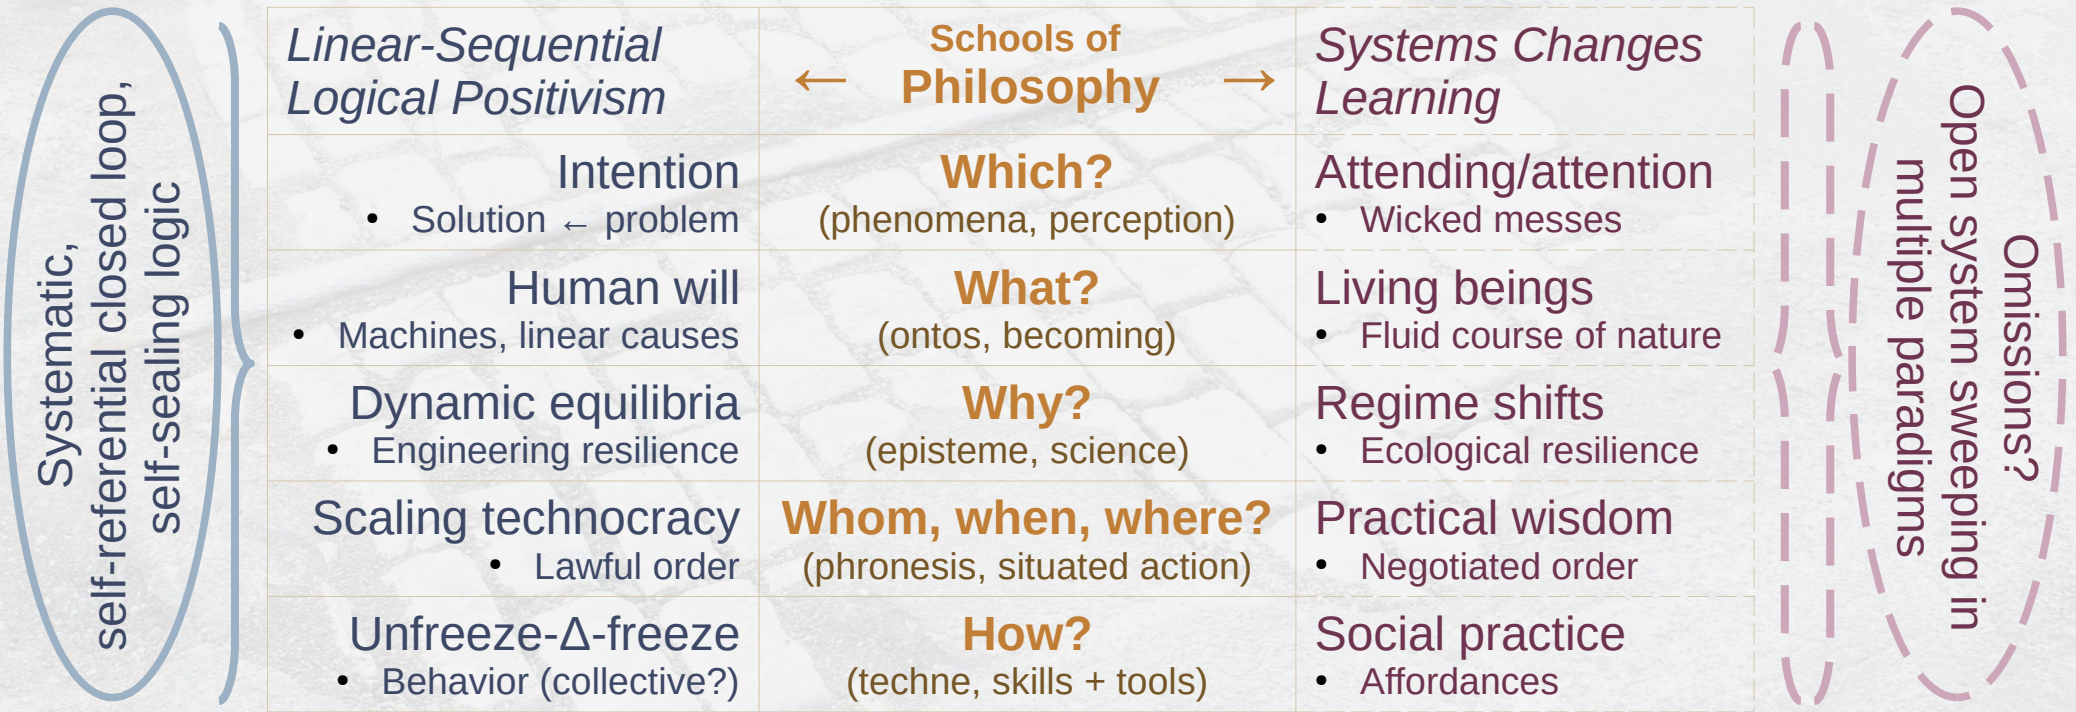 Systematic,
self-referential closed loop,
self-sealing logic
Linear-Sequential
Logical Positivism
← Schools of →
Philosophy
Systems Changes
Learning
Intention
• Solution ← problem
Which?
(phenomena, perception)
Attending/attention
• Wicked messes
Human will
• Machines, linear causes
What?
(ontos, becoming)
Living beings
• Fluid course of nature
Dynamic equilibria
• Engineering resilience
Why?
(episteme, science)
Regime shifts
• Ecological resilience
Scaling technocracy
• Lawful order
Whom, when, where?
(phronesis, situated action)
Practical wisdom
• Negotiated order
Unfreeze-Δ-freeze
• Behavior (collective?)
How?
(techne, skills + tools)
Social practice
• Affordances
Omissions?
Open system sweeping in
multiple paradigms